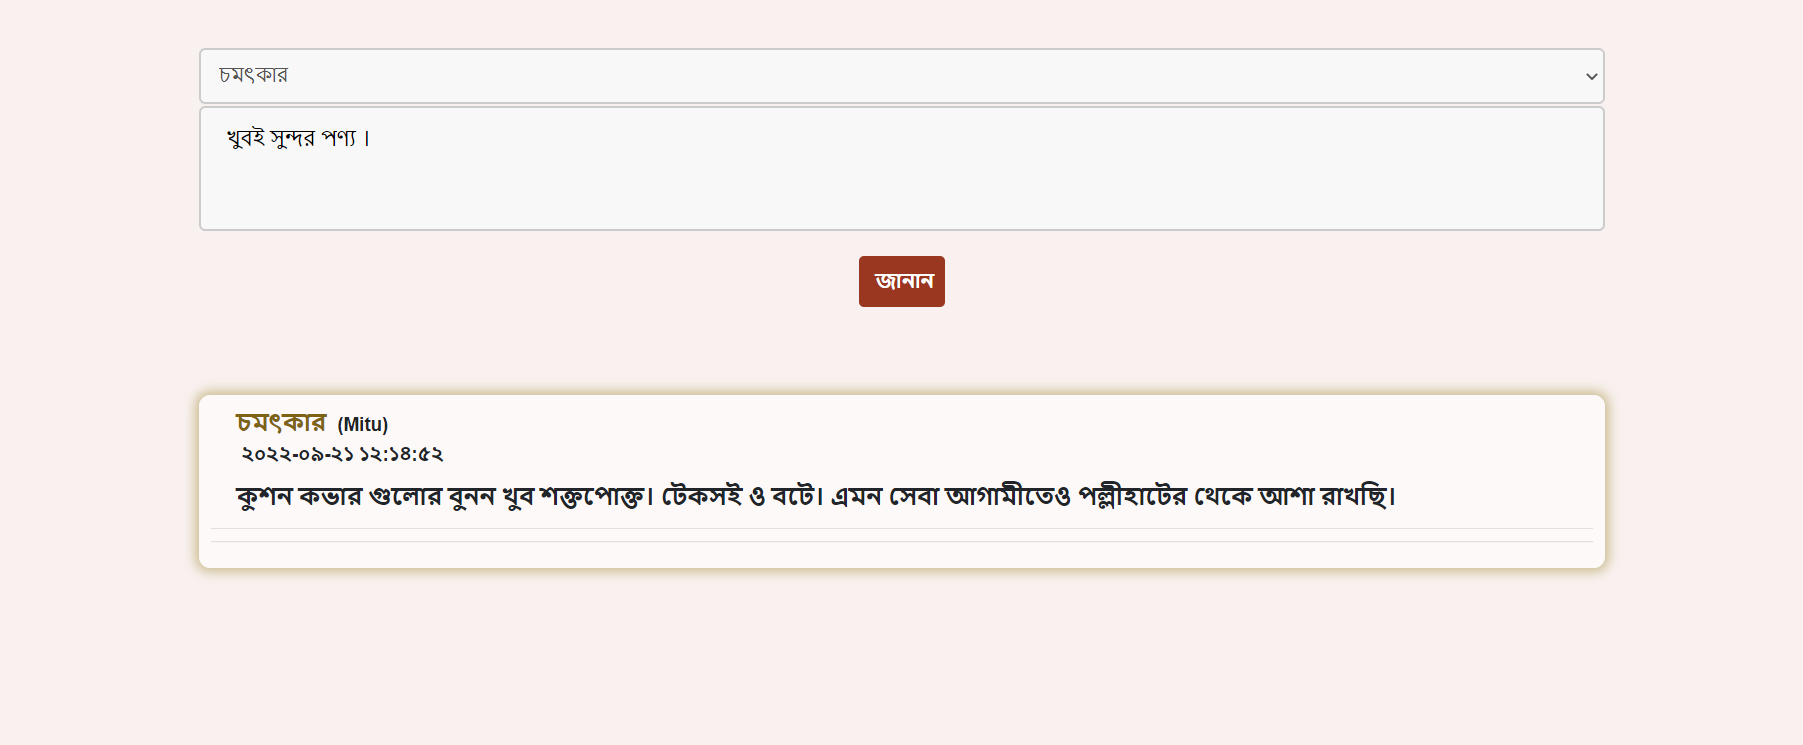 চমৎকার
খুবই সুন্দর পণ্য ।
জানান
চমৎকার (Mitu)
২০২২-০৯-২১ ১২:১৪:৫২
কুশন কভার গুলোর বুনন খুব শক্তপোক্ত। টেকসই ও বটে। এমন সেবা আগামীতেও পল্লীহাটের থেকে আশা রাখছি।